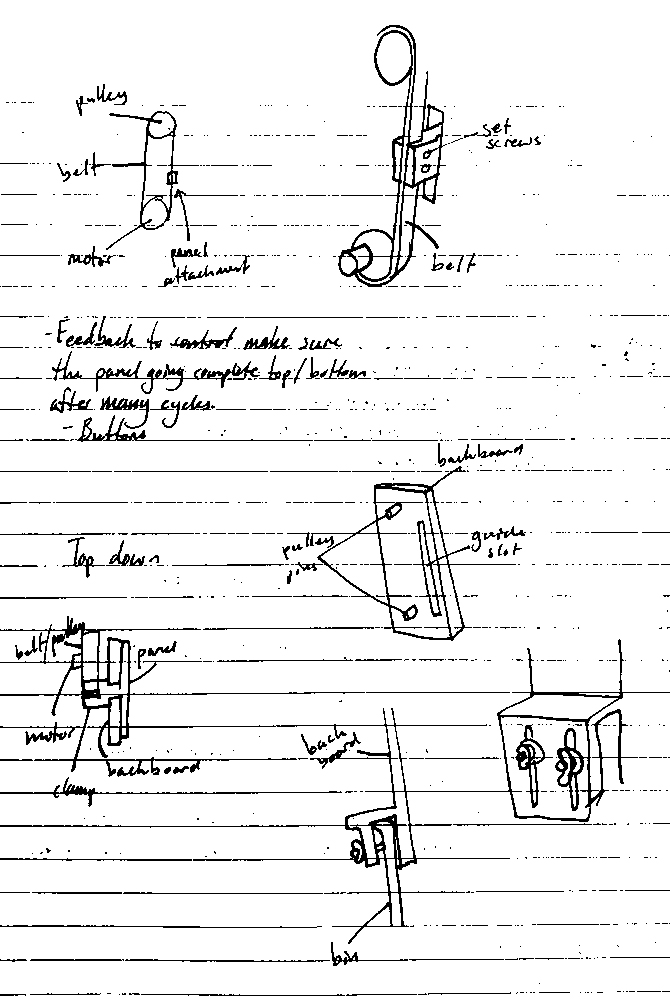 pulley
belt
motor
panel
attachment
set
screws
belt
-Feedback to control make sure
the panel going complete top/bottom
after many cycles.
- Buttons
backboard
pulley
pins
guide
slot
Top down
belt/pulley
panel
motor
backboard
clamp
back
board
bin